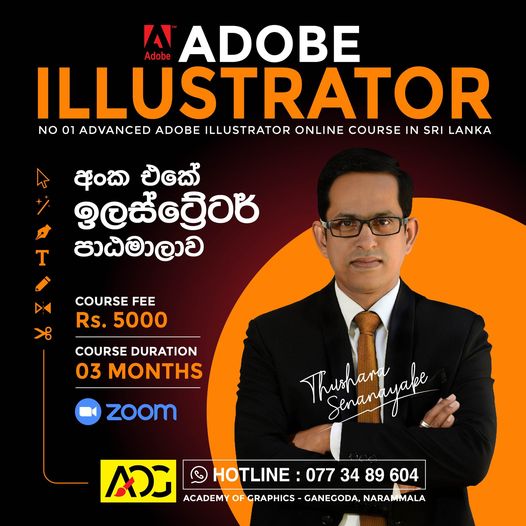 Adobe
ADOBE
ILLUSTRATOR
NO 01 ADVANCED ADOBE ILLUSTRATOR ONLINE COURSE IN SRI LANKA
අංක එකේ
ඉලස්ට්‍රේටර්
පාඨමාලාව
T
COURSE FEE
Rs. 5000
COURSE DURATION
03 MONTHS
zoom
Thushara
Senanayake
AOG
HOTLINE : 077 34 89 604
ACADEMY OF GRAPHICS - GANEGODA, NARAMMALA